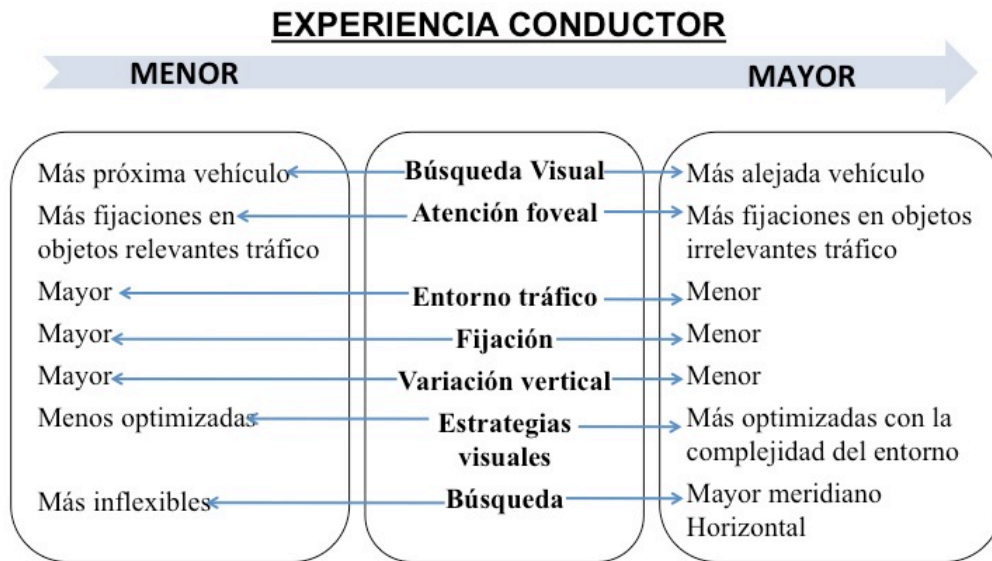 EXPERIENCIA CONDUCTOR
MENOR
MAYOR
Más próxima vehículo
Búsqueda Visual
Más alejada vehículo
Más fijaciones en
objetos relevantes tráfico
Atención foveal
Más fijaciones en objetos
irrelevantes tráfico
Mayor
Entorno tráfico
Menor
Mayor
Fijación
Menor
Mayor
Variación vertical
Menor
Menos optimizadas
Estrategias
visuales
Más optimizadas con la
complejidad del entorno
Más inflexibles
Búsqueda
Mayor meridiano
Horizontal